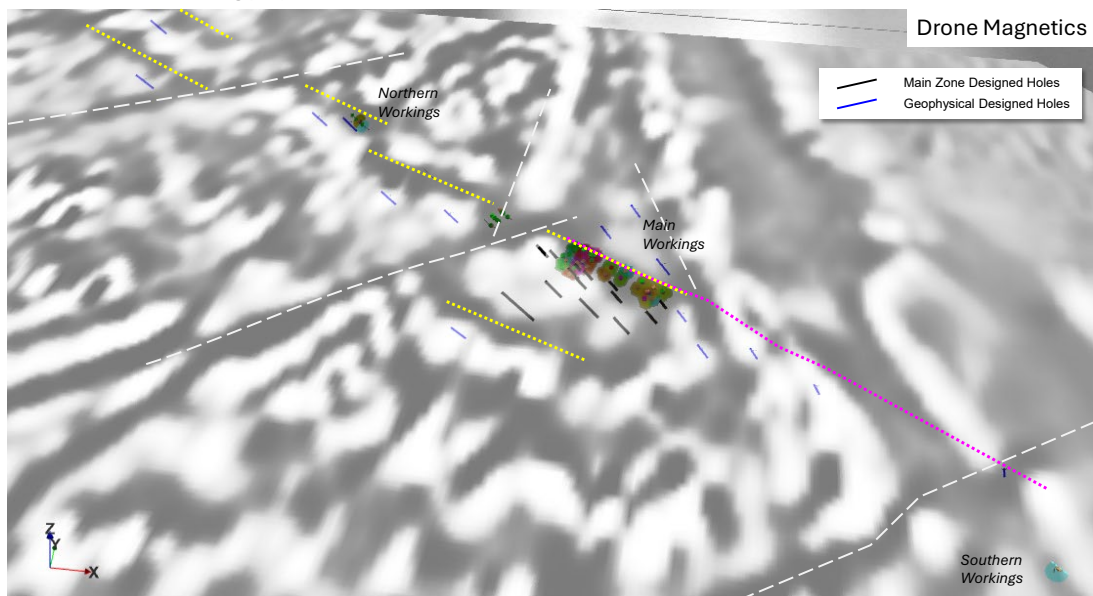 Drone Magnetics
Main Zone Designed Holes
Geophysical Designed Holes
Northern
Workings
Main
Workings
Southern
Workings
Z
Y
X